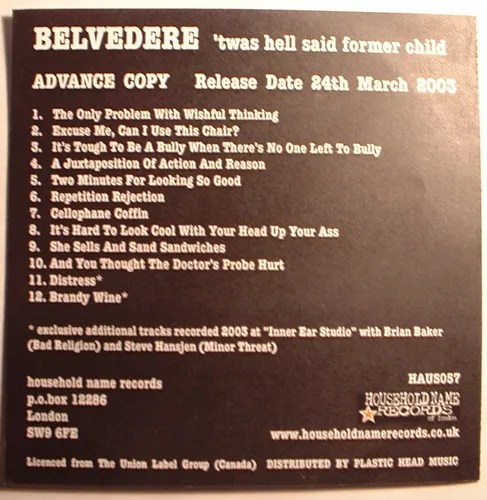 BELVEDERE 'twas hell said former child
ADVANCE COPY Release Date 24th March 2003
1. The Only Problem With Wishful Thinking
2. Excuse Me, Can I Use This Chair?
3. It's Tough To Be A Bully When There's No One Left To Bully
4. A Juxtaposition Of Action And Reason
5. Two Minutes For Looking So Good
6. Repetition Rejection
7. Cellophane Coffin
8. It's Hard To Look Cool With Your Head Up Your Ass
9. She Sells And Sand Sandwiches
10. And You Thought The Doctor's Probe Hurt
11. Distress*
12. Brandy Wine*
* exclusive additional tracks recorded 2003 at "Inner Ear Studio" with Brian Baker
(Bad Religion) and Steve Hansjen (Minor Threat)
household name records
p.o.box 12286
London
SW9 6FE
HAUS057
HOUSEHOLD NAME
RECORDS
of london
www.householdnamerecords.co.uk
Licenced from The Union Label Group (Canada) DISTRIBUTED BY PLASTIC HEAD MUSIC